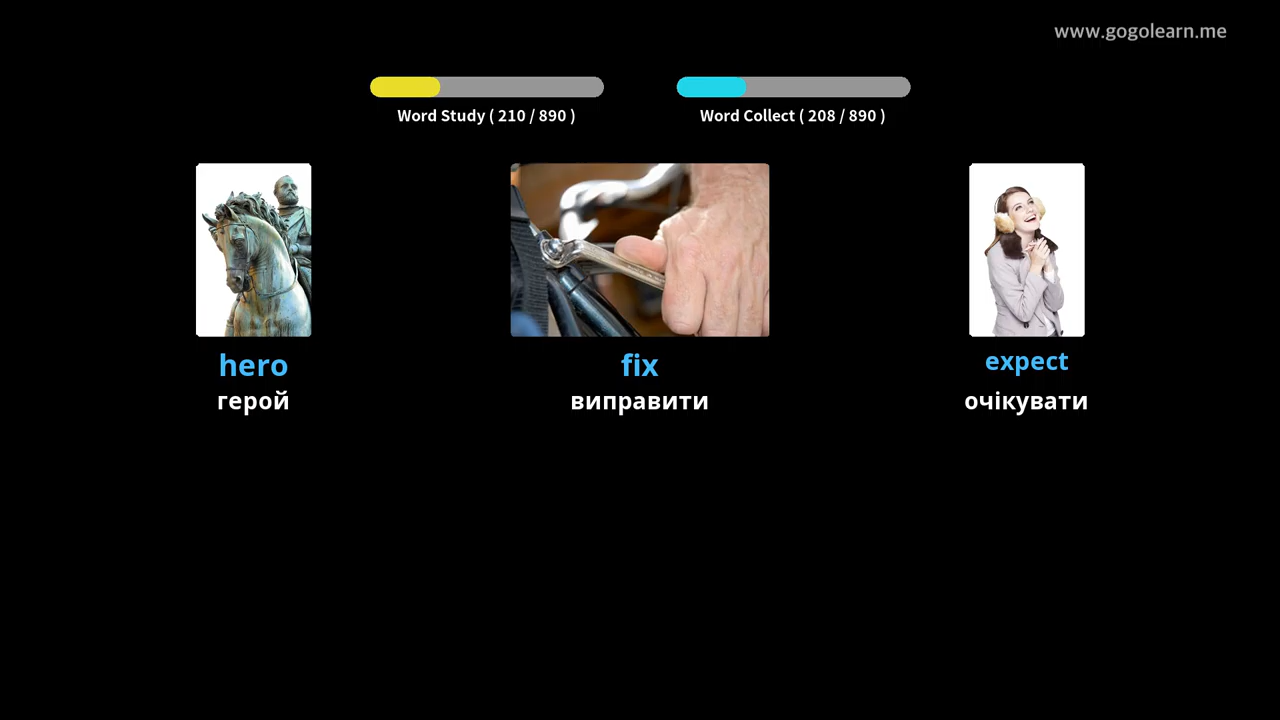 www.gogolearn.me
Word Study ( 210 / 890 )
Word Collect ( 208 / 890 )
hero
герой
fix
виправити
expect
очікувати